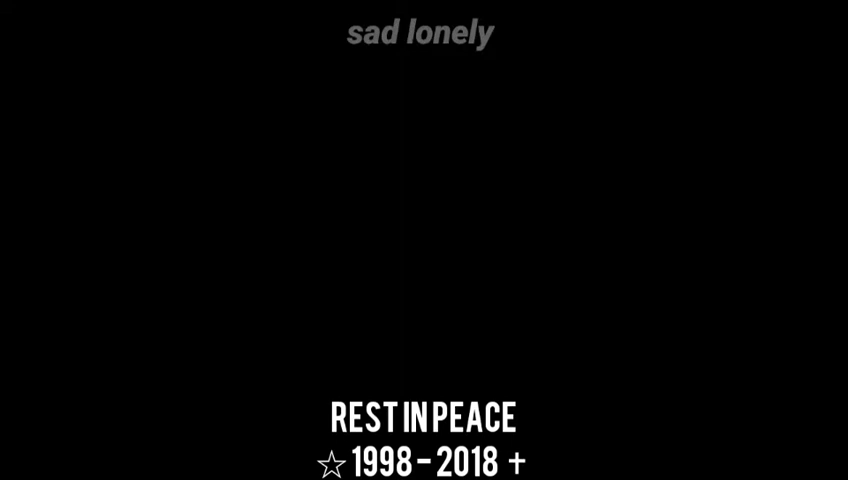 sad lonely
REST IN PEACE
☆ 1998 - 2018 +